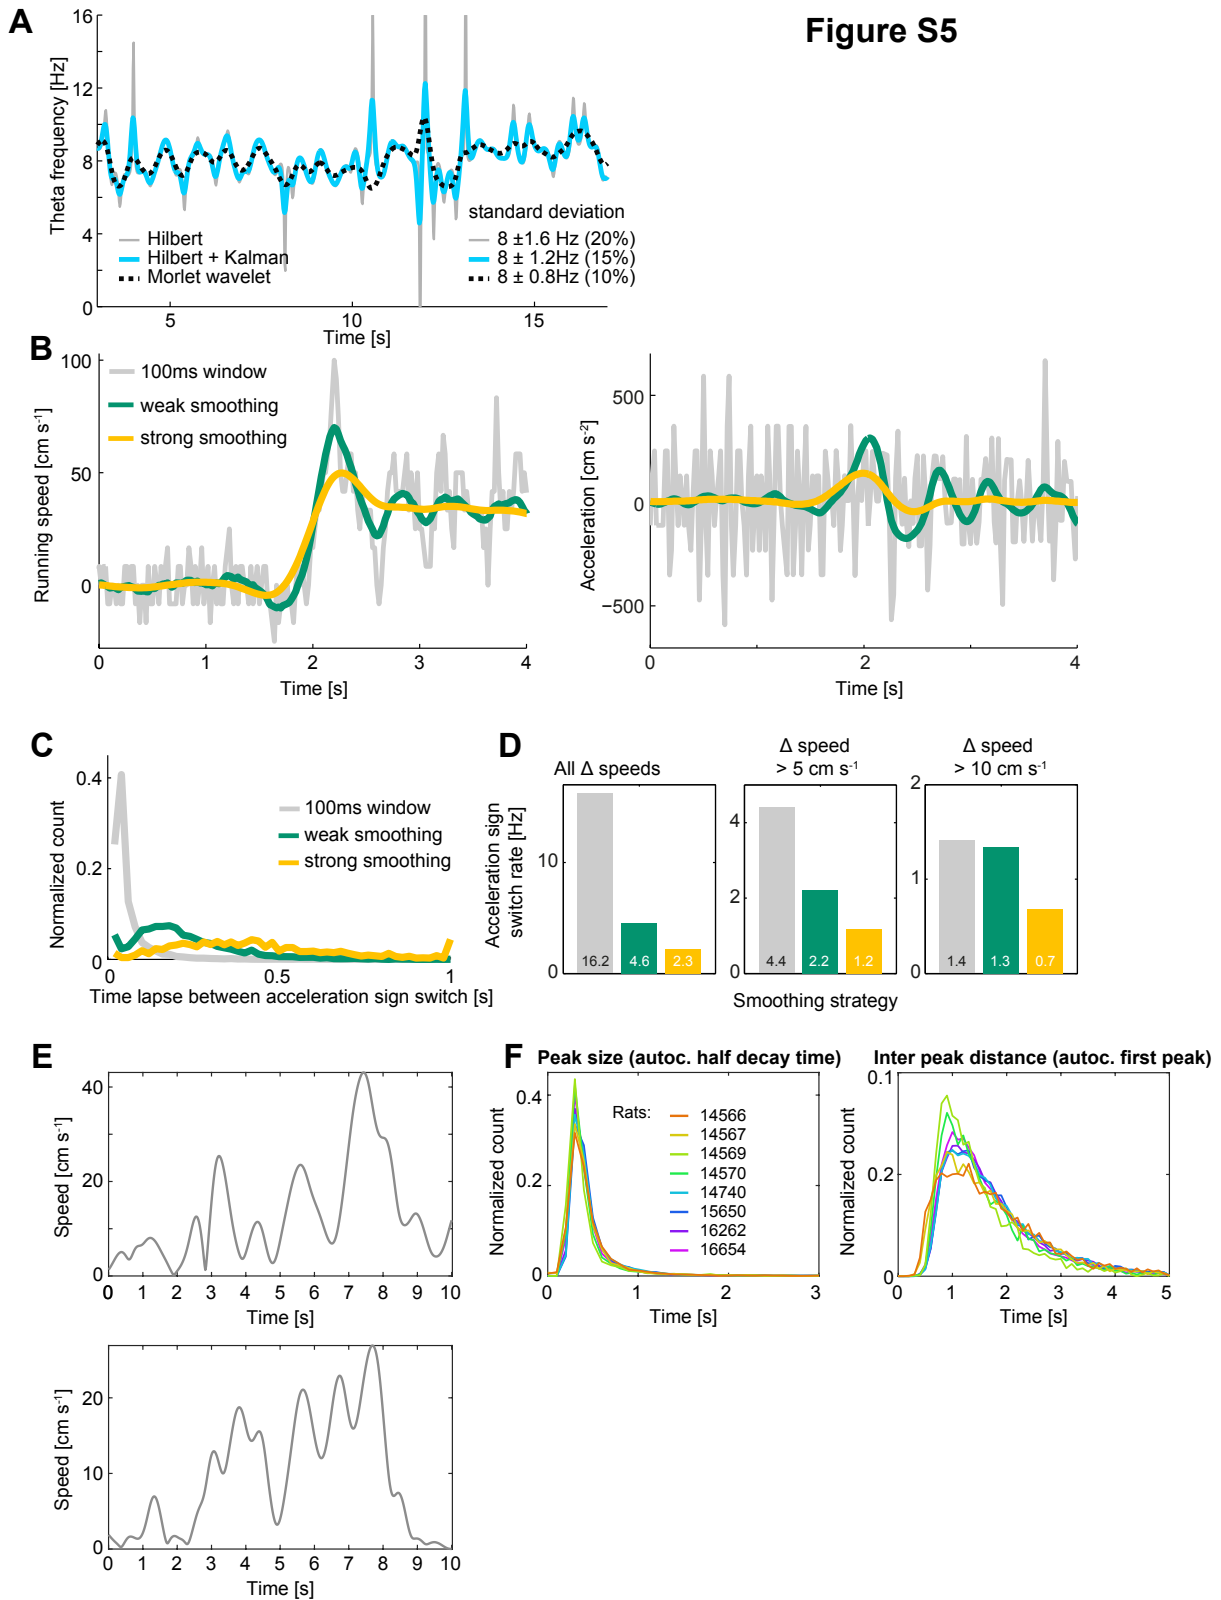 Figure S5
A
Theta frequency [Hz]
16
12
8
4
0
Hilbert
Hilbert + Kalman
Morlet wavelet
standard deviation
8 ±1.6 Hz (20%)
8 ± 1.2Hz (15%)
8 ± 0.8Hz (10%)
5
10
15
Time [s]
B
Running speed [cm s-1]
100
50
0
100ms window
weak smoothing
strong smoothing
0
1
2
3
4
Time [s]
Acceleration [cm s-2]
500
0
−500
0
2
4
Time [s]
C
Normalized count
0.4
0.2
0
100ms window
weak smoothing
strong smoothing
0
0.5
1
Time lapse between acceleration sign switch [s]
D
Acceleration sign
switch rate [Hz]
All Δ speeds
10
0
16.2
4.6
2.3
Δ speed
> 5 cm s-1
4
2
0
4.4
2.2
1.2
Δ speed
> 10 cm s-1
2
1
0
1.4
1.3
0.7
Smoothing strategy
E
Speed [cm s-1]
40
20
0
0 1 2 3 4 5 6 7 8 9 10
Time [s]
Speed [cm s-1]
20
10
0
0 1 2 3 4 5 6 7 8 9 10
Time [s]
F
Peak size (autoc. half decay time)
Normalized count
0.4
0.2
0
Rats:
14566
14567
14569
14570
14740
15650
16262
16654
0
1
2
3
Time [s]
Inter peak distance (autoc. first peak)
Normalized count
0.1
0.2
0
0 1 2 3 4 5
Time [s]